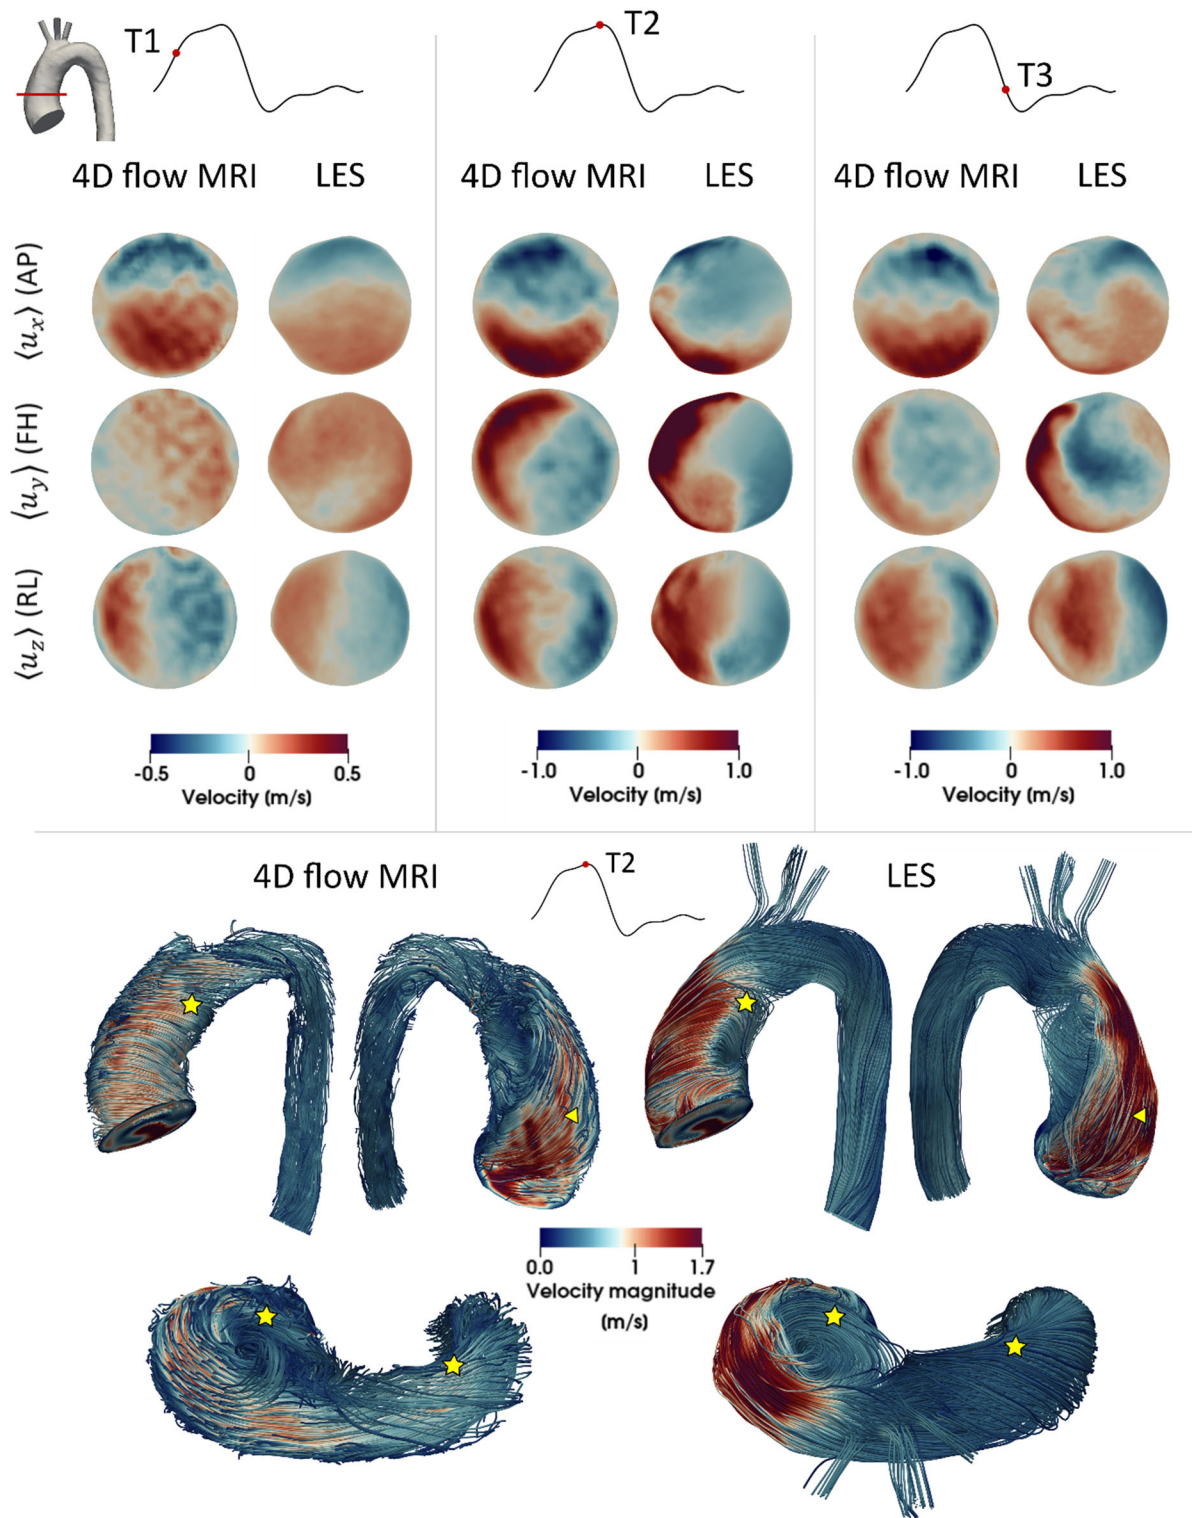 T1
T2
T3
4D flow MRI LES
4D flow MRI LES
4D flow MRI LES
⟨u_x⟩ (AP)
⟨u_y⟩ (FH)
⟨u_z⟩ (RL)
-0.5 0 0.5
Velocity (m/s)
-1.0 0 1.0
Velocity (m/s)
-1.0 0 1.0
Velocity (m/s)
4D flow MRI
T2
LES
0.0 1 1.7
Velocity magnitude
(m/s)